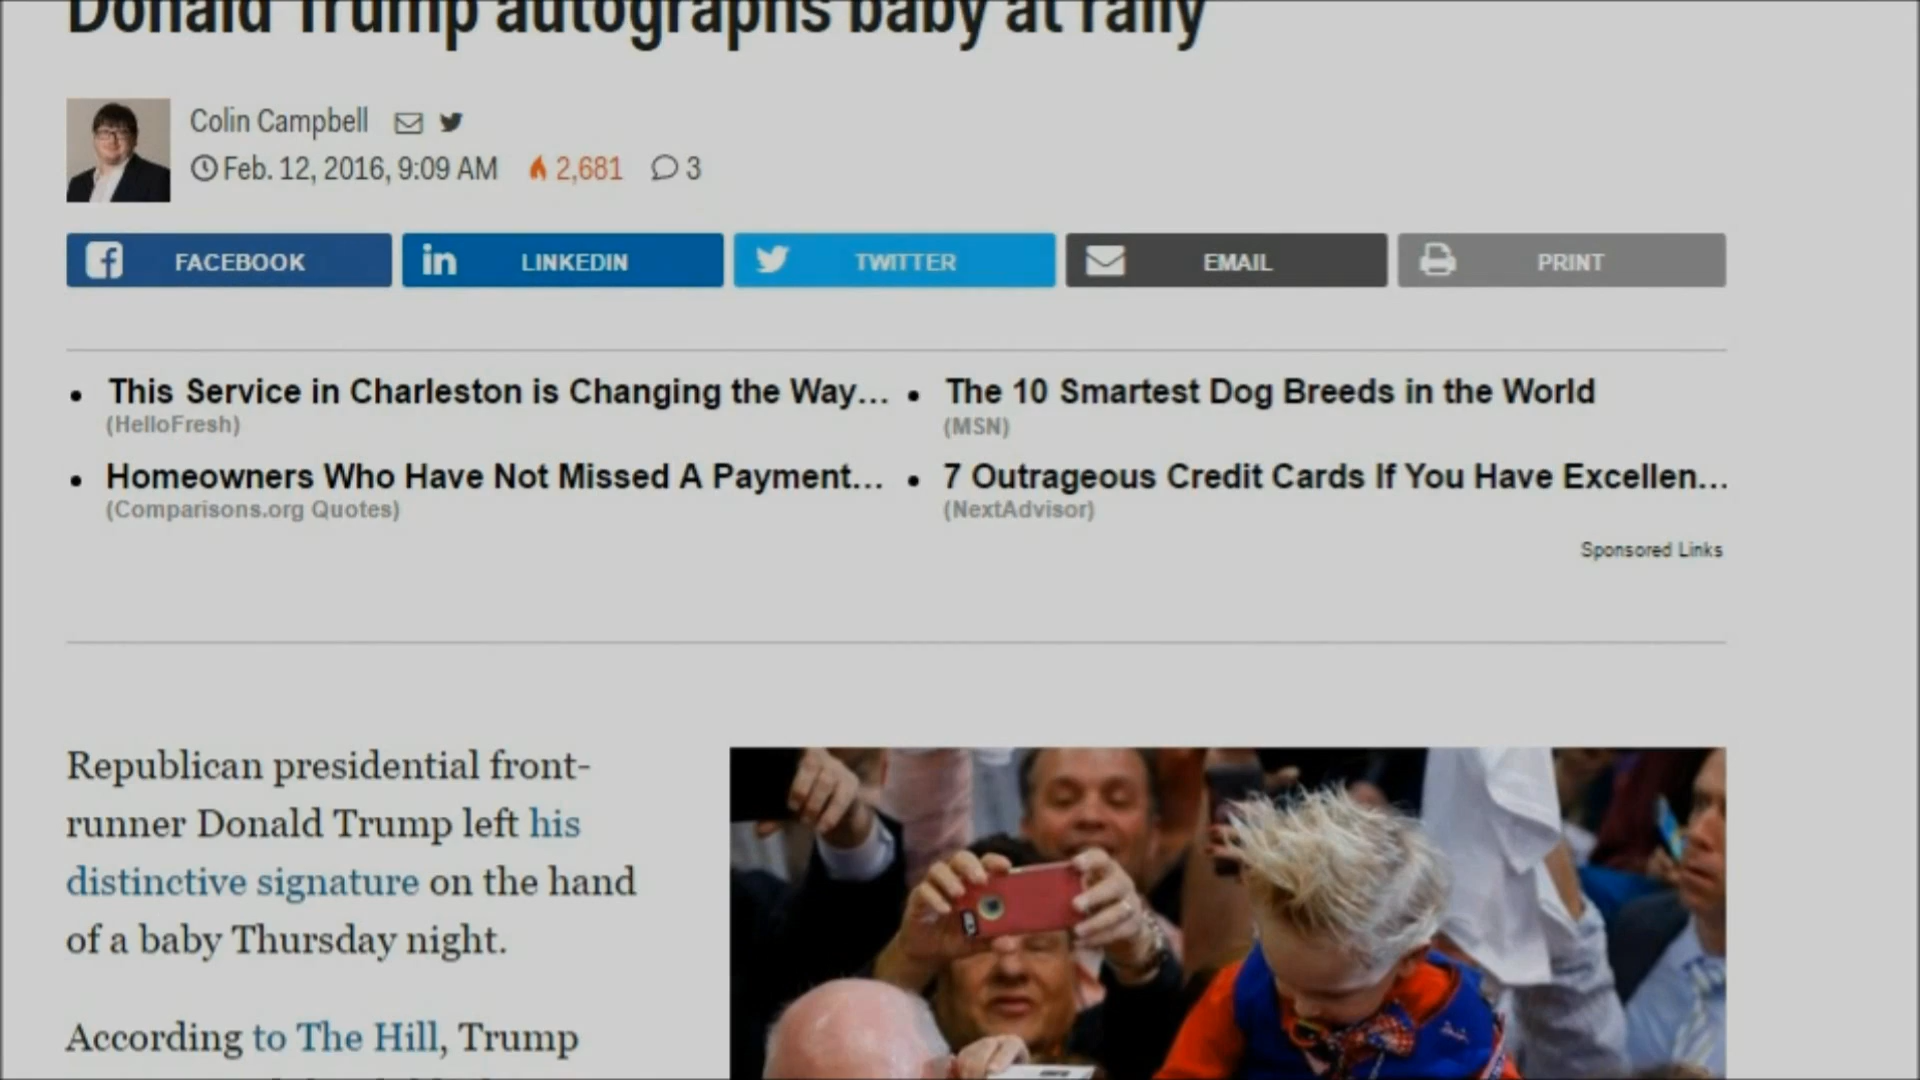 Donald Trump autographs baby at rally
Colin Campbell
Feb. 12, 2016, 9:09 AM 2,681 3
FACEBOOK LINKEDIN TWITTER EMAIL PRINT
This Service in Charleston is Changing the Way...
(HelloFresh)
The 10 Smartest Dog Breeds in the World
(MSN)
Homeowners Who Have Not Missed A Payment...
(Comparisons.org Quotes)
7 Outrageous Credit Cards If You Have Excellen...
(NextAdvisor)
Sponsored Links
Republican presidential front-
runner Donald Trump left his
distinctive signature on the hand
of a baby Thursday night.
According to The Hill, Trump